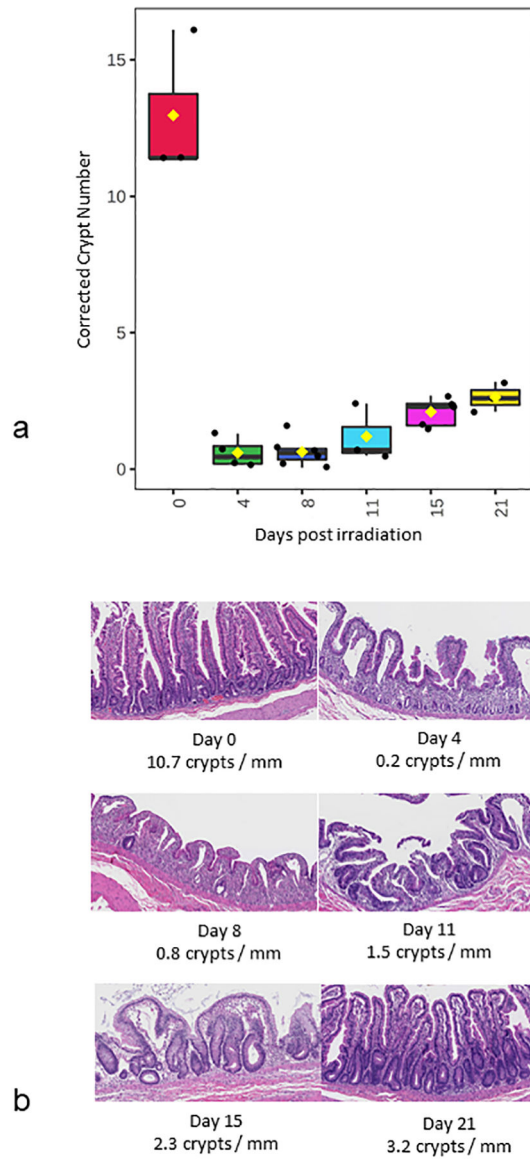 a
Corrected Crypt Number
15
10
5
0
0 4 8 11 15 21
Days post irradiation
b
Day 0
10.7 crypts / mm
Day 4
0.2 crypts / mm
Day 8
0.8 crypts / mm
Day 11
1.5 crypts / mm
Day 15
2.3 crypts / mm
Day 21
3.2 crypts / mm